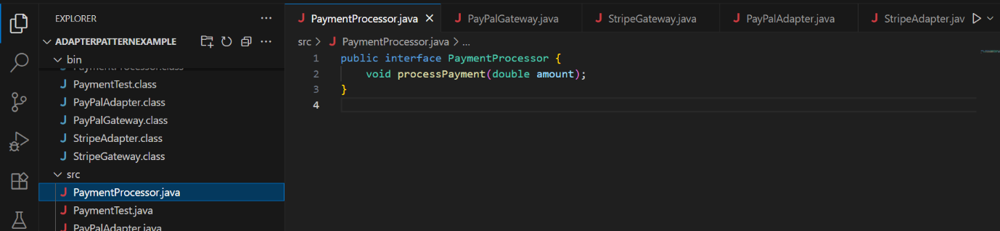 EXPLORER
ADAPTERPATTERNEXAMPLE
bin
PaymentProcessor.class
PaymentTest.class
PayPalAdapter.class
PayPalGateway.class
StripeAdapter.class
StripeGateway.class
src
PaymentProcessor.java
PaymentTest.java
PayPalAdapter.java
PaymentProcessor.java PayPalGateway.java StripeGateway.java PayPalAdapter.java StripeAdapter.jav
src > PaymentProcessor.java > ...
1 public interface PaymentProcessor {
2 void processPayment(double amount);
3 }
4